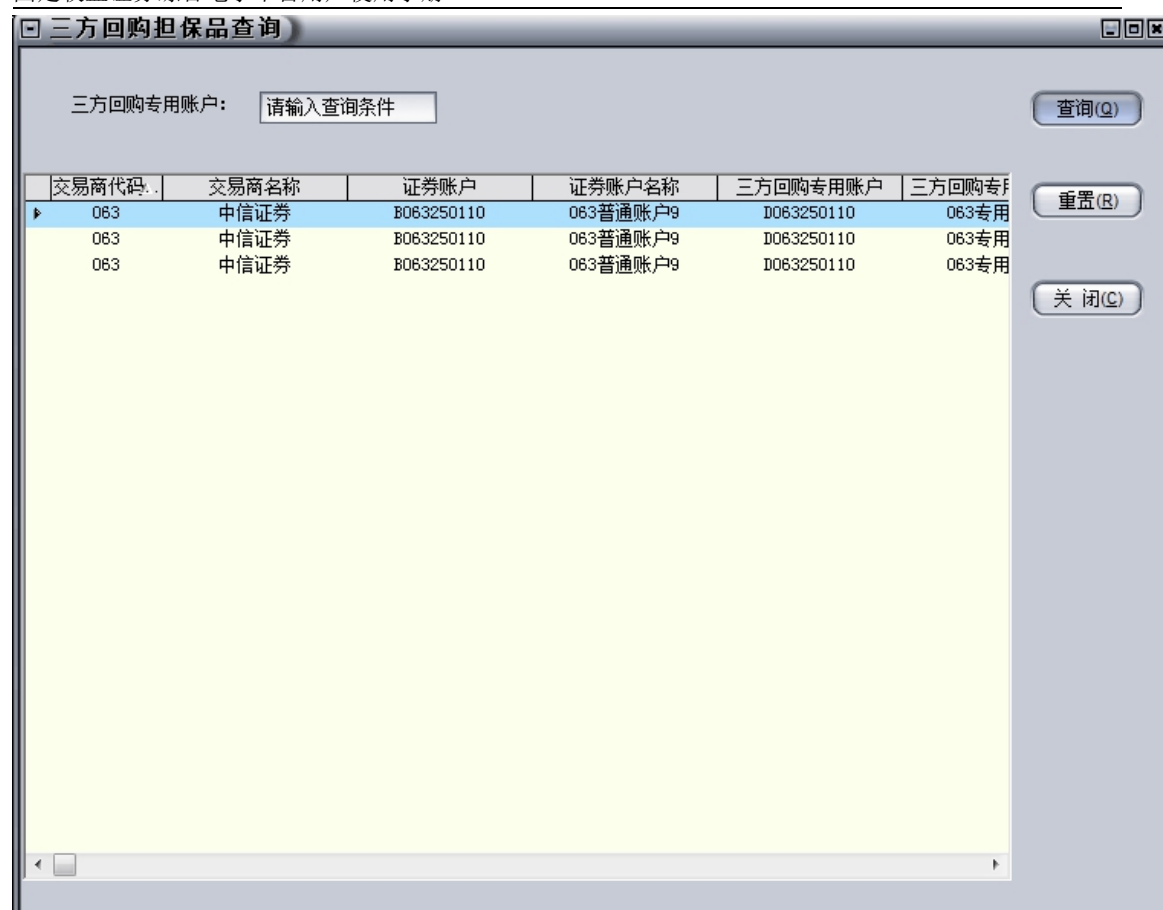 三方回购担保品查询
三方回购专用账户: 请输入查询条件 查询(Q)
交易商代码.. 交易商名称 证券账户 证券账户名称 三方回购专用账户 三方回购专
重置(R)
063 中信证券 B063250110 063普通账户9 D063250110 063专用
063 中信证券 B063250110 063普通账户9 D063250110 063专用
063 中信证券 B063250110 063普通账户9 D063250110 063专用
关 闭(C)